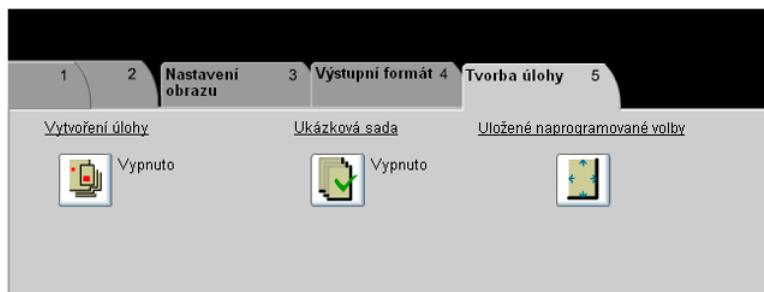 1
2
Nastavení obrazu 3
Výstupní formát 4
Tvorba úlohy 5
Vytvoření úlohy
Vypnuto
Ukázková sada
Vypnuto
Uložené naprogramované volby